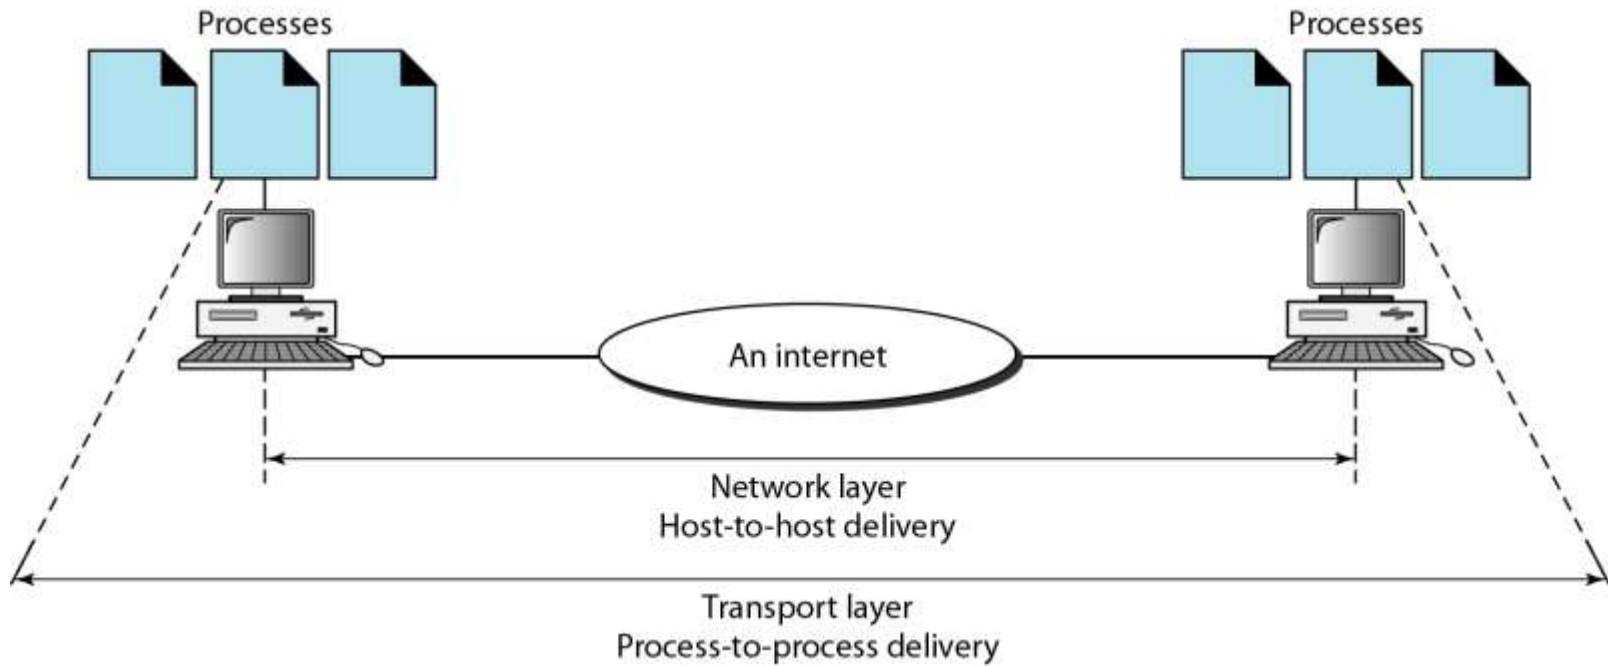 Processes
Processes
An internet
Network layer
Host-to-host delivery
Transport layer
Process-to-process delivery